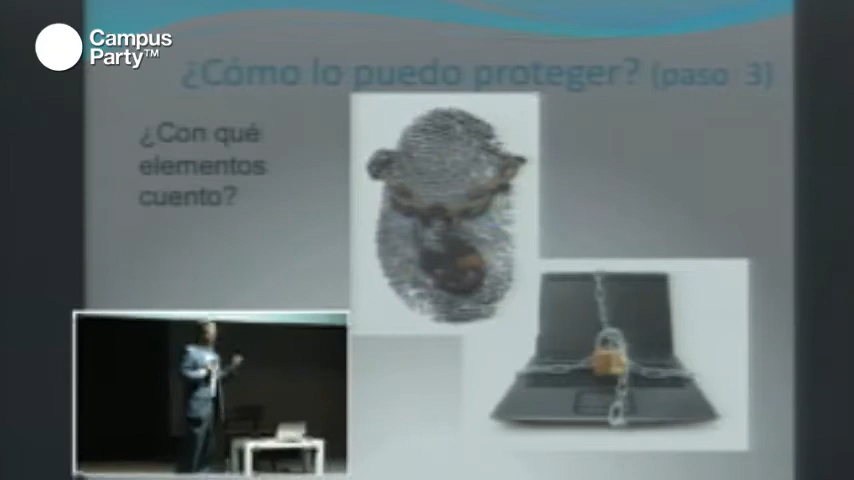 Campus
Party™
¿Cómo lo puedo proteger? (paso 3)
¿Con qué
elementos
cuento?